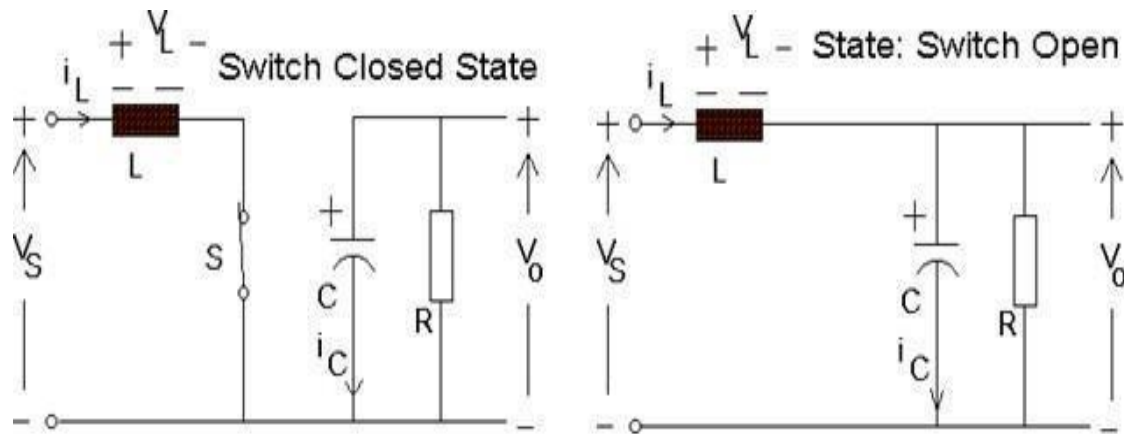 + VL -
Switch Closed State
iL
+
+
L
+
VS
S
Vo
C
R
iC
-
-
+ VL -
State: Switch Open
iL
+
+
L
+
VS
Vo
C
R
iC
-
-